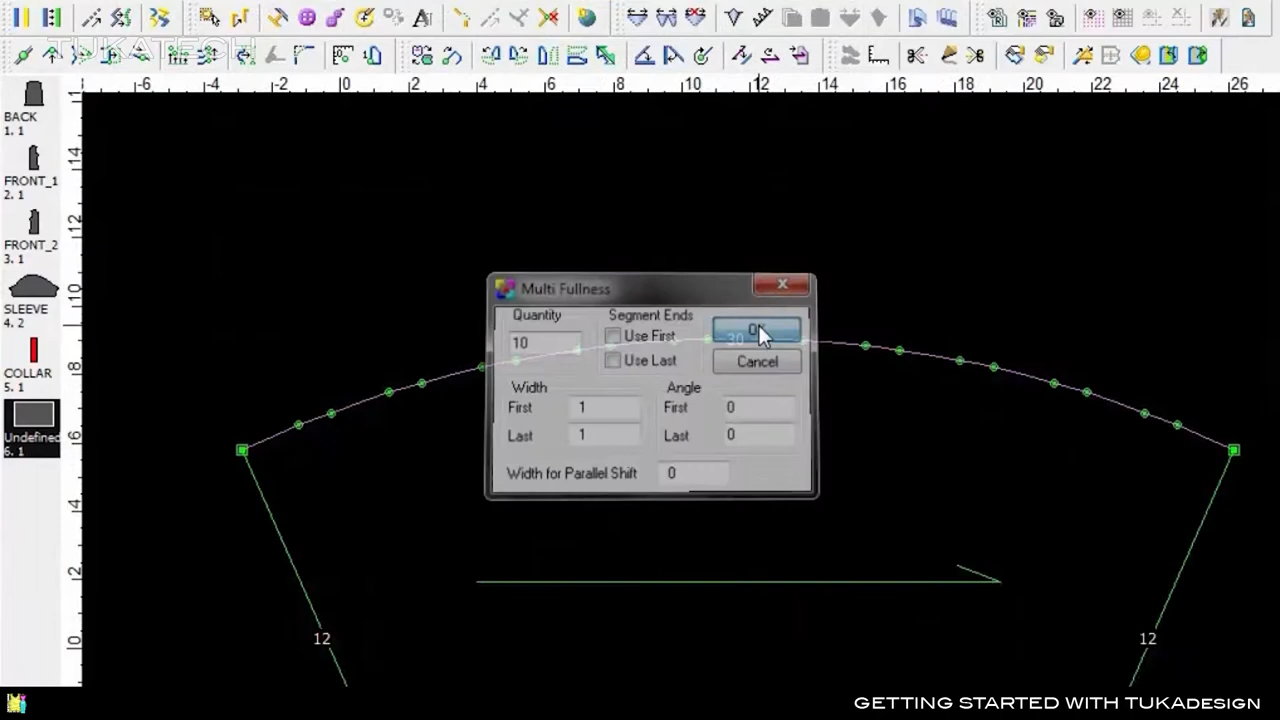 TUKATECH
-6 -4 -2 0 2 4 6 8 10 12 14 16 18 20 22 24 26
BACK
1. 1
FRONT_1
2. 1
FRONT_2
3. 1
SLEEVE
4. 2
COLLAR
5. 1
Undefined
6. 1
14
12
10
8
6
4
2
0
Multi Fullness
Quantity
Segment Ends
10
Use First
OK
30
Use Last
Cancel
Width
Angle
First 1
First 0
Last 1
Last 0
Width for Parallel Shift 0
12
12
GETTING STARTED WITH TUKADESIGN